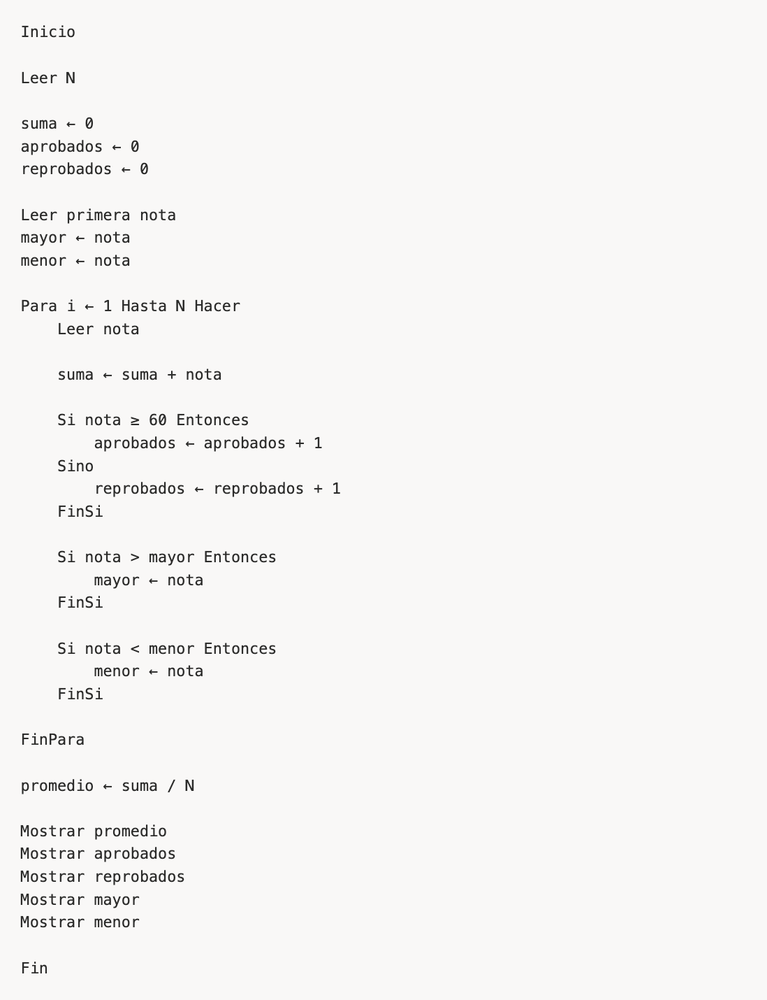 Inicio
Leer N
suma ← 0
aprobados ← 0
reprobados ← 0
Leer primera nota
mayor ← nota
menor ← nota
Para i ← 1 Hasta N Hacer
    Leer nota
    suma ← suma + nota
    Si nota ≥ 60 Entonces
        aprobados ← aprobados + 1
    Sino
        reprobados ← reprobados + 1
    FinSi
    Si nota > mayor Entonces
        mayor ← nota
    FinSi
    Si nota < menor Entonces
        menor ← nota
    FinSi
FinPara
promedio ← suma / N
Mostrar promedio
Mostrar aprobados
Mostrar reprobados
Mostrar mayor
Mostrar menor
Fin